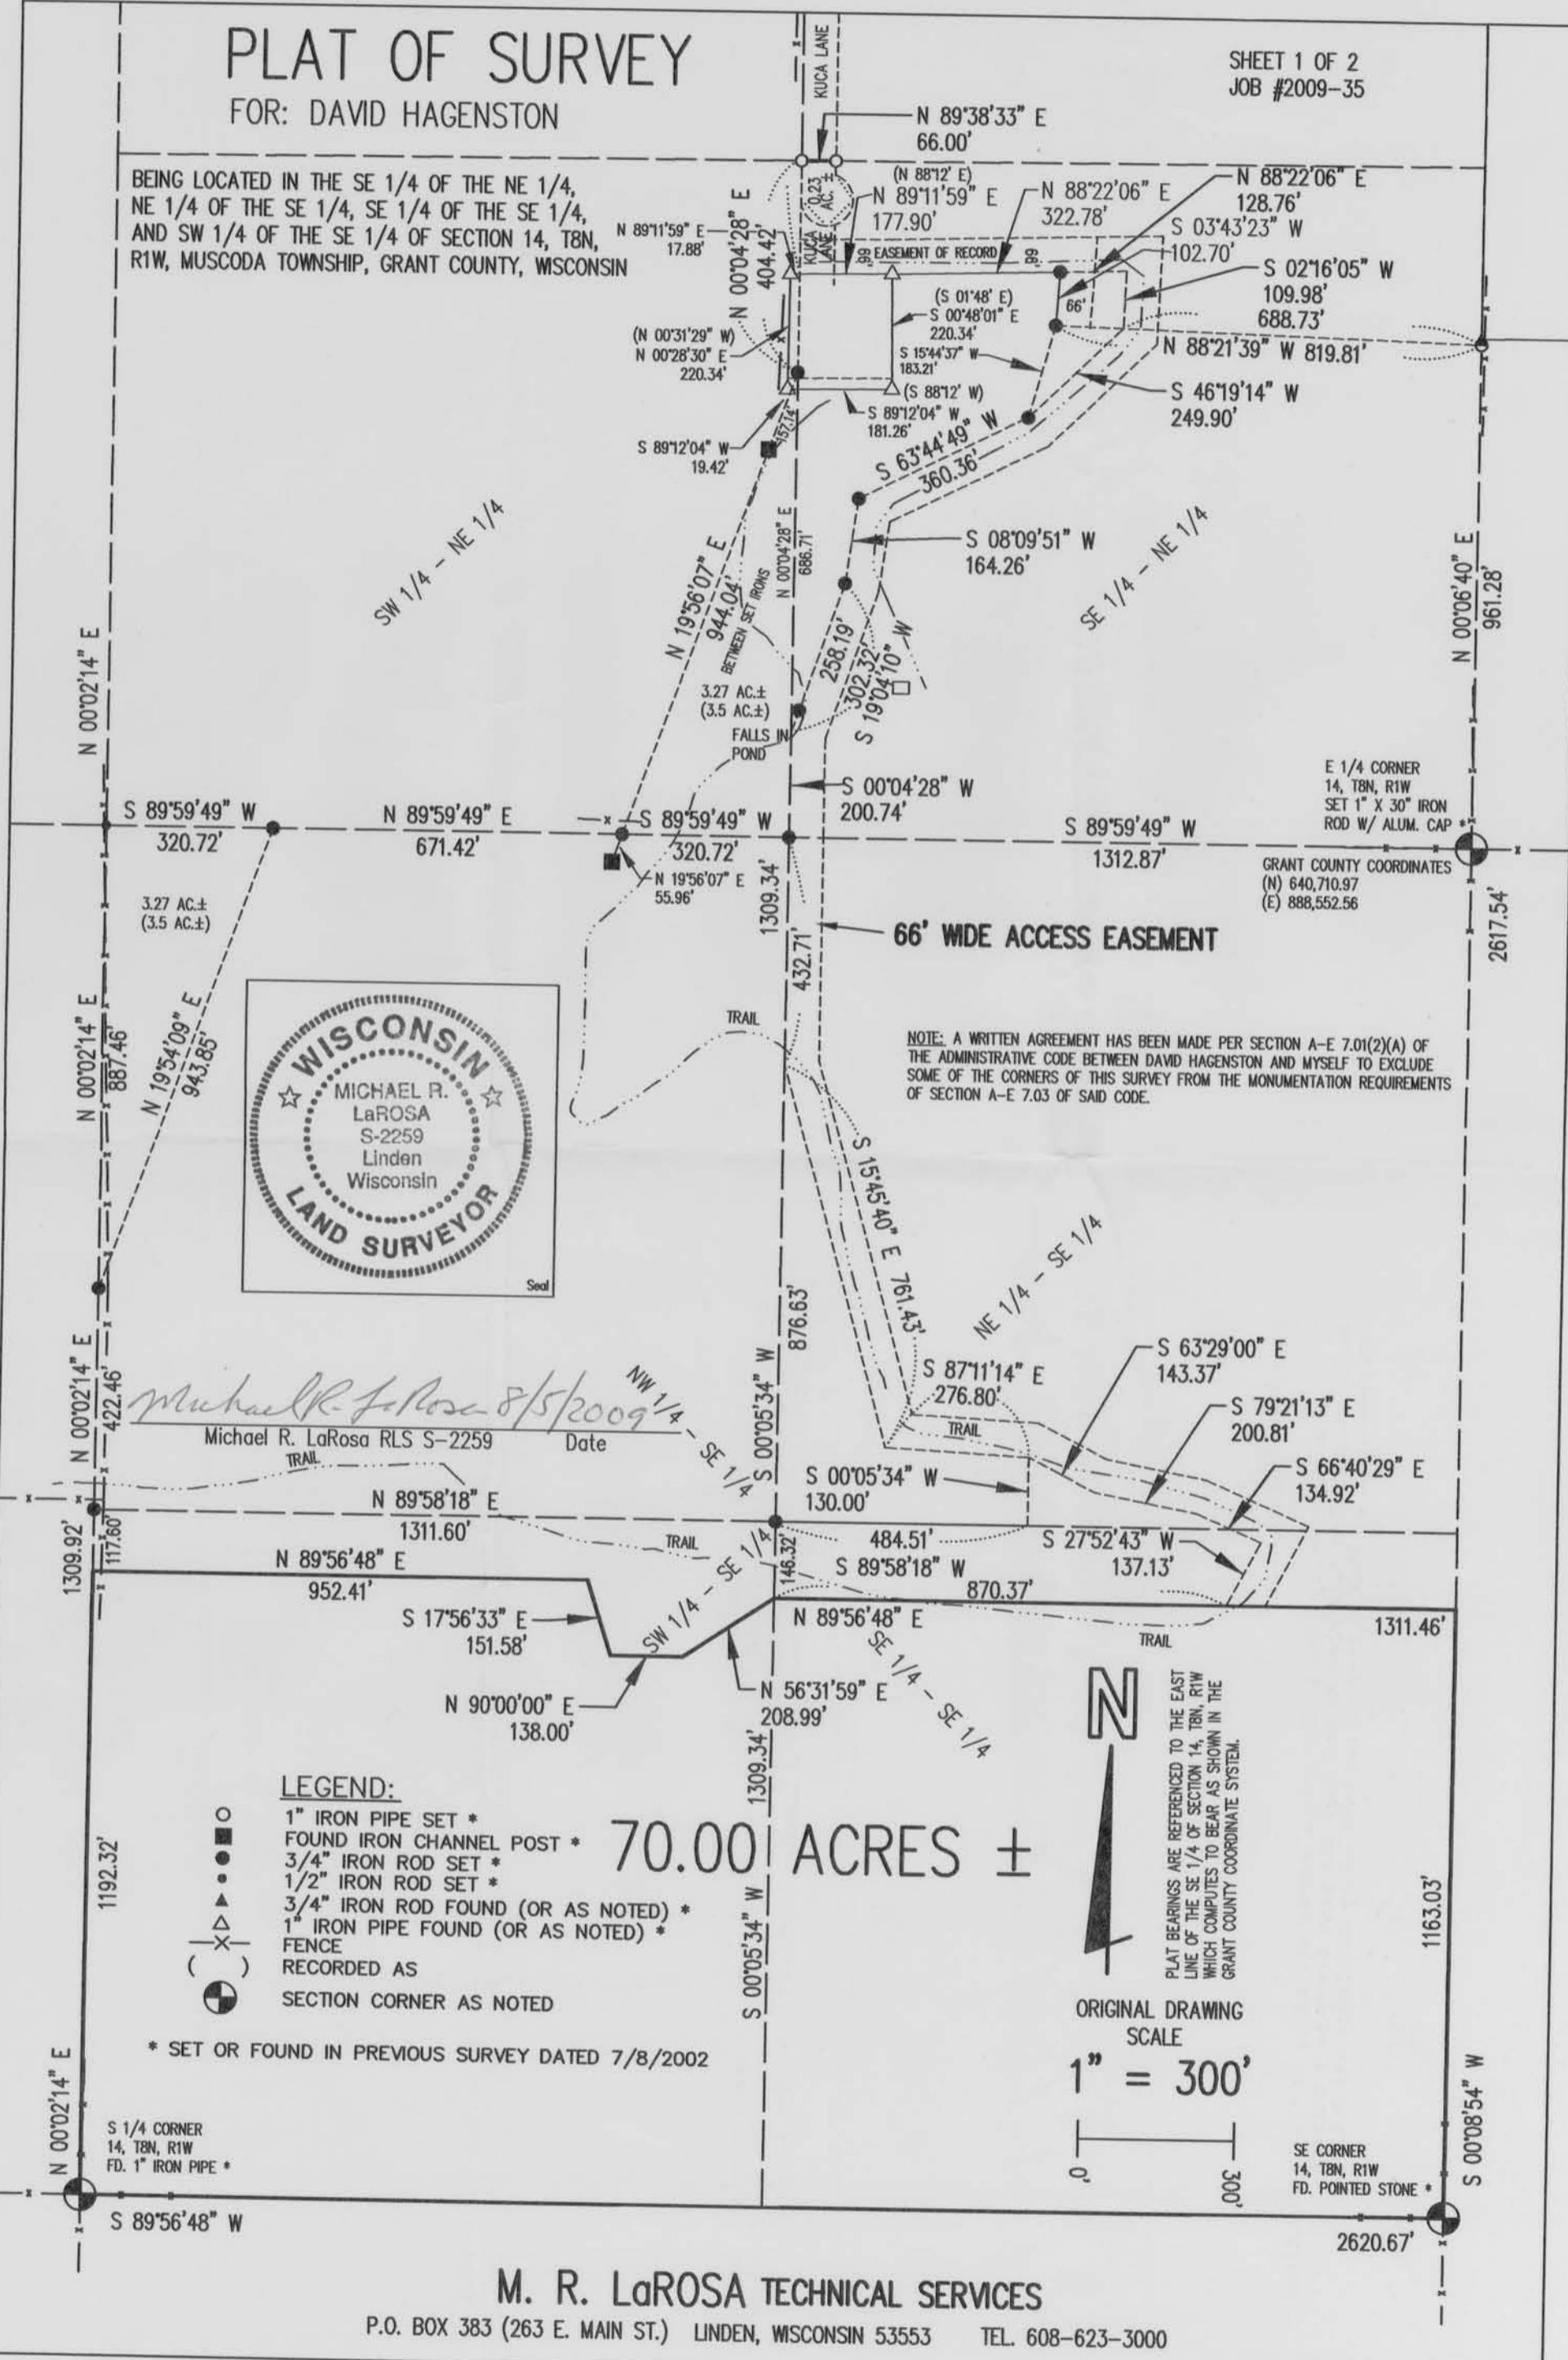 PLAT OF SURVEY
FOR: DAVID HAGENSTON
SHEET 1 OF 2
JOB #2009-35
KUCA LANE
N 89°38'33" E
66.00'
BEING LOCATED IN THE SE 1/4 OF THE NE 1/4,
NE 1/4 OF THE SE 1/4, SE 1/4 OF THE SE 1/4,
AND SW 1/4 OF THE SE 1/4 OF SECTION 14, T8N,
R1W, MUSCODA TOWNSHIP, GRANT COUNTY, WISCONSIN
N 89°11'59" E
17.88'
N 00°04'28" E
404.42'
KUCA LANE
0.23 AC. ±
(N 88°12' E)
N 89°11'59" E
177.90'
N 88°22'06" E
322.78'
N 88°22'06" E
128.76'
S 03°43'23" W
102.70'
S 02°16'05" W
109.98'
688.73'
66'
EASEMENT OF RECORD
66'
66'
(S 01°48' E)
S 00°48'01" E
220.34'
(N 00°31'29" W)
N 00°28'30" E
220.34'
S 15°44'37" W
183.21'
N 88°21'39" W 819.81'
(S 88°12' W)
S 89°12'04" W
181.26'
S 46°19'14" W
249.90'
S 89°12'04" W
19.42'
157.14'
S 63°44'49" W
360.36'
SW 1/4 - NE 1/4
SE 1/4 - NE 1/4
N 19°56'07" E
944.04'
BETWEEN SET IRONS
N 00°04'28" E
686.71'
S 08°09'51" W
164.26'
N 00°06'40" E
961.28'
N 00°02'14" E
258.19'
302.32'
S 19°04'10" W
3.27 AC.±
(3.5 AC.±)
FALLS IN
POND
S 00°04'28" W
200.74'
E 1/4 CORNER
14, T8N, R1W
SET 1" X 30" IRON
ROD W/ ALUM. CAP *
S 89°59'49" W
320.72'
N 89°59'49" E
671.42'
S 89°59'49" W
320.72'
S 89°59'49" W
1312.87'
N 19°56'07" E
55.96'
GRANT COUNTY COORDINATES
(N) 640,710.97
(E) 888,552.56
3.27 AC.±
(3.5 AC.±)
1309.34'
432.71'
66' WIDE ACCESS EASEMENT
2617.54'
N 00°02'14" E
887.46'
N 19°54'09" E
943.85'
TRAIL
NOTE: A WRITTEN AGREEMENT HAS BEEN MADE PER SECTION A-E 7.01(2)(A) OF
THE ADMINISTRATIVE CODE BETWEEN DAVID HAGENSTON AND MYSELF TO EXCLUDE
SOME OF THE CORNERS OF THIS SURVEY FROM THE MONUMENTATION REQUIREMENTS
OF SECTION A-E 7.03 OF SAID CODE.
WISCONSIN
MICHAEL R.
LaROSA
S-2259
Linden
Wisconsin
LAND SURVEYOR
Seal
S 15°45'40" E 761.43'
NE 1/4 - SE 1/4
876.63'
S 00°05'34" W
N 00°02'14" E
422.46'
Michael R. LaRosa 8/5/2009
Michael R. LaRosa RLS S-2259 Date
NW 1/4 - SE 1/4
S 87°11'14" E
276.80'
S 63°29'00" E
143.37'
S 79°21'13" E
200.81'
TRAIL
TRAIL
S 00°05'34" W
130.00'
S 66°40'29" E
134.92'
N 89°58'18" E
1311.60'
TRAIL
484.51'
S 27°52'43" W
137.13'
1309.92'
117.60'
N 89°56'48" E
952.41'
146.32'
S 89°58'18" W
870.37'
N 89°56'48" E
1311.46'
TRAIL
S 17°56'33" E
151.58'
SW 1/4 - SE 1/4
SE 1/4 - SE 1/4
N 90°00'00" E
138.00'
N 56°31'59" E
208.99'
N
PLAT BEARINGS ARE REFERENCED TO THE EAST
LINE OF THE SE 1/4 OF SECTION 14, T8N, R1W
WHICH COMPUTES TO BEAR AS SHOWN IN THE
GRANT COUNTY COORDINATE SYSTEM.
1309.34'
LEGEND:
1" IRON PIPE SET *
FOUND IRON CHANNEL POST *
3/4" IRON ROD SET *
1/2" IRON ROD SET *
3/4" IRON ROD FOUND (OR AS NOTED) *
1" IRON PIPE FOUND (OR AS NOTED) *
FENCE
( ) RECORDED AS
SECTION CORNER AS NOTED
70.00 ACRES ±
1192.32'
1163.03'
S 00°05'34" W
* SET OR FOUND IN PREVIOUS SURVEY DATED 7/8/2002
ORIGINAL DRAWING
SCALE
1" = 300'
0'
300'
N 00°02'14" E
S 00°08'54" W
S 1/4 CORNER
14, T8N, R1W
FD. 1" IRON PIPE *
SE CORNER
14, T8N, R1W
FD. POINTED STONE *
S 89°56'48" W
2620.67'
M. R. LaROSA TECHNICAL SERVICES
P.O. BOX 383 (263 E. MAIN ST.) LINDEN, WISCONSIN 53553 TEL. 608-623-3000